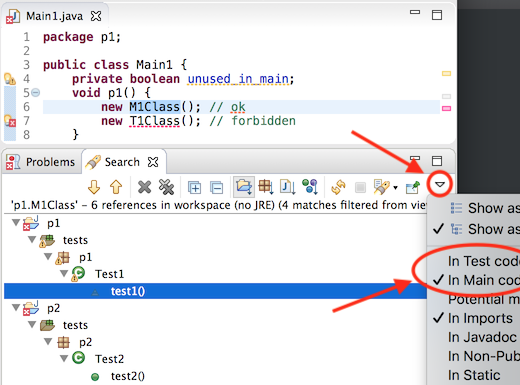 Main1.java
1 package p1;
2
3 public class Main1 {
4 private boolean unused_in_main;
5 void p1() {
6 new M1Class(); // ok
7 new T1Class(); // forbidden
8 }
Problems Search
'p1.M1Class' – 6 references in workspace (no JRE) (4 matches filtered from vie
p1
tests
p1
Test1
test1()
p2
tests
p2
Test2
test2()
Show as
Show as
In Test code
In Main cod
Potential m
In Imports
In Javadoc
In Non-Pub
In Static